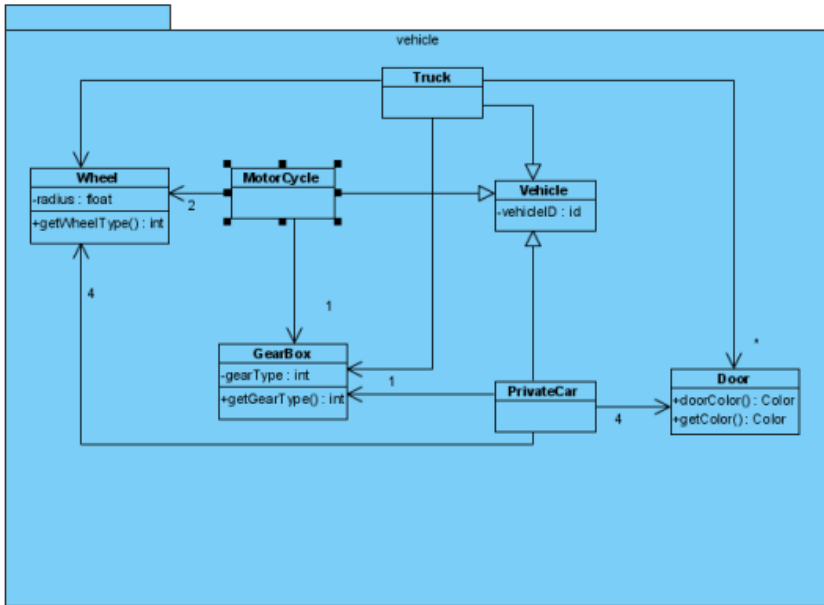 vehicle
Truck
Wheel
-radius : float
+getWheelType() : int
MotorCycle
2
Vehicle
-vehicleID : id
4
1
GearBox
-gearType : int
+getGearType() : int
1
PrivateCar
4
*
Door
+doorColor() : Color
+getColor() : Color